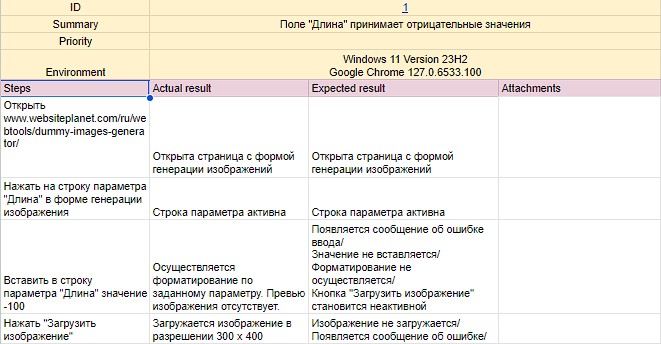 ID 1
Summary Поле "Длина" принимает отрицательные значения
Priority
Windows 11 Version 23H2
Environment Google Chrome 127.0.6533.100
Steps Actual result Expected result Attachments
Открыть
www.websiteplanet.com/ru/we
btools/dummy-images-genera
tor/
Открыта страница с формой
генерации изображений
Открыта страница с формой
генерации изображений
Нажать на строку параметра
"Длина" в форме генерации
изображения
Строка параметра активна
Строка параметра активна
Вставить в строку
параметра "Длина" значение
-100
Осуществляется
форматирование по
заданному параметру. Превью
изображения отсутствует.
Появляется сообщение об ошибке
ввода/
Значение не вставляется/
Форматирование не
осуществляется/
Кнопка "Загрузить изображение"
становится неактивной
Нажать "Загрузить
изображение"
Загружается изображение в
разрешении 300 х 400
Изображение не загружается/
Появляется сообщение об ошибке/